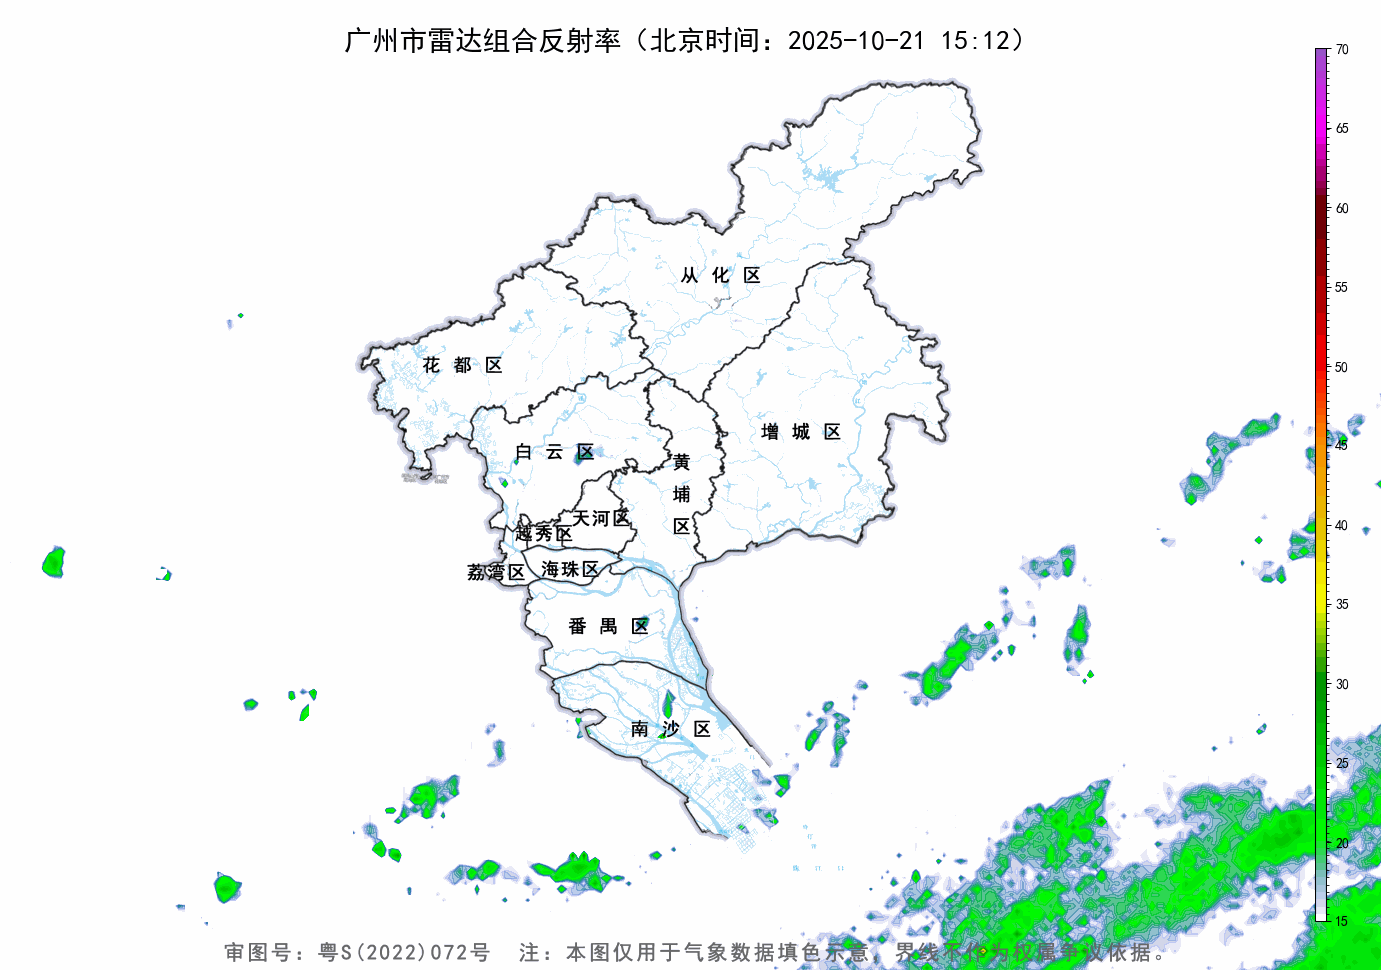 广州市雷达组合反射率（北京时间：2025-10-21 15:12）
70
65
60
55
50
45
40
35
30
25
20
15
从化区
花都区
增城区
白云区
黄埔区
天河区
越秀区
海珠区
荔湾区
番禺区
南沙区
审图号：粤S(2022)072号 注：本图仅用于气象数据填色示意，界线不作为权属争议依据。